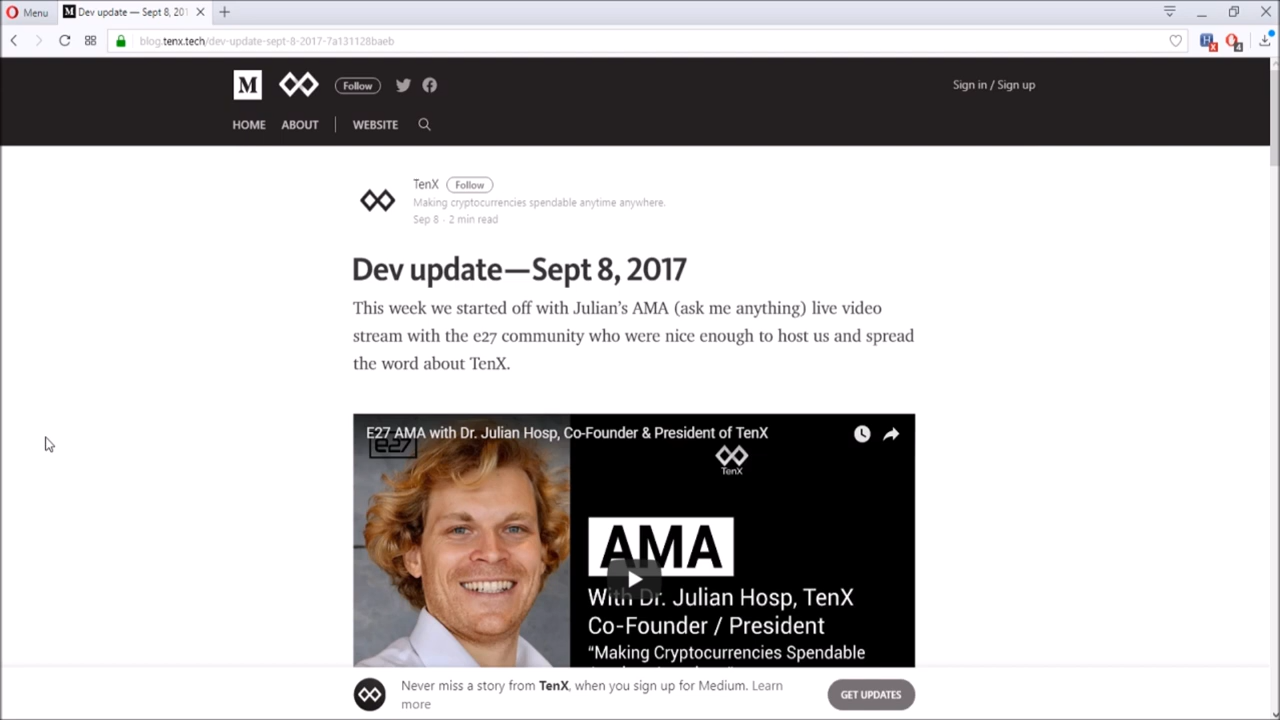 Menu
Dev update — Sept 8, 201
blog.tenx.tech/dev-update-sept-8-2017-7a131128baeb
M
Follow
Sign in / Sign up
HOME ABOUT WEBSITE
TenX Follow
Making cryptocurrencies spendable anytime anywhere.
Sep 8 · 2 min read
Dev update—Sept 8, 2017
This week we started off with Julian's AMA (ask me anything) live video
stream with the e27 community who were nice enough to host us and spread
the word about TenX.
E27 AMA with Dr. Julian Hosp, Co-Founder & President of TenX
e27
TenX
AMA
With Dr. Julian Hosp, TenX
Co-Founder / President
“Making Cryptocurrencies Spendable
Never miss a story from TenX, when you sign up for Medium. Learn
more
GET UPDATES